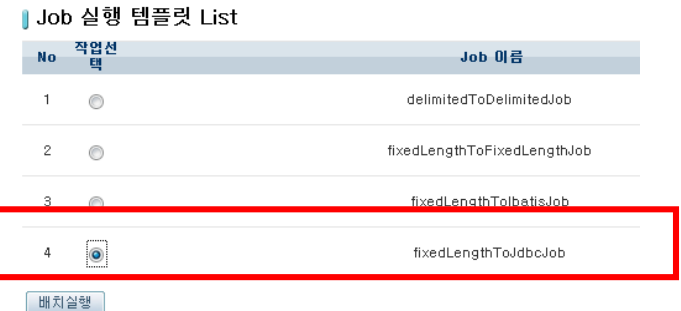 Job 실행 템플릿 List
No 작업선택 Job 이름
1 delimitedToDelimitedJob
2 fixedLengthToFixedLengthJob
3 fixedLengthToIbatisJob
4 fixedLengthToJdbcJob
배치실행